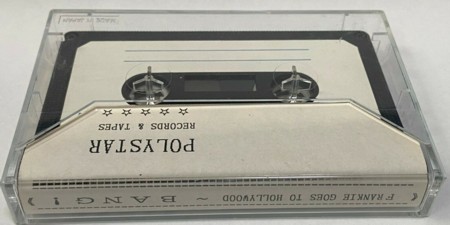 FRANKIE GOES TO HOLLYWOOD ~ BANG!
POLYSTAR
RECORDS & TAPES
☆ ☆ ☆ ☆ ☆